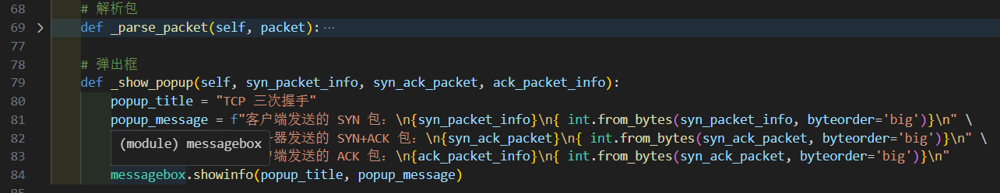 68 # 解析包
69 > def _parse_packet(self, packet): ···
77
78 # 弹出框
79 def _show_popup(self, syn_packet_info, syn_ack_packet, ack_packet_info):
80 popup_title = "TCP 三次握手"
81 popup_message = f"客户端发送的 SYN 包：\n{syn_packet_info}\n{ int.from_bytes(syn_packet_info, byteorder='big')}\n" \
82 (module) messagebox 器发送的 SYN+ACK 包：\n{syn_ack_packet}\n{ int.from_bytes(syn_ack_packet, byteorder='big')}\n" \
83 户端发送的 ACK 包：\n{ack_packet_info}\n{ int.from_bytes(syn_ack_packet, byteorder='big')}\n"
84 messagebox.showinfo(popup_title, popup_message)